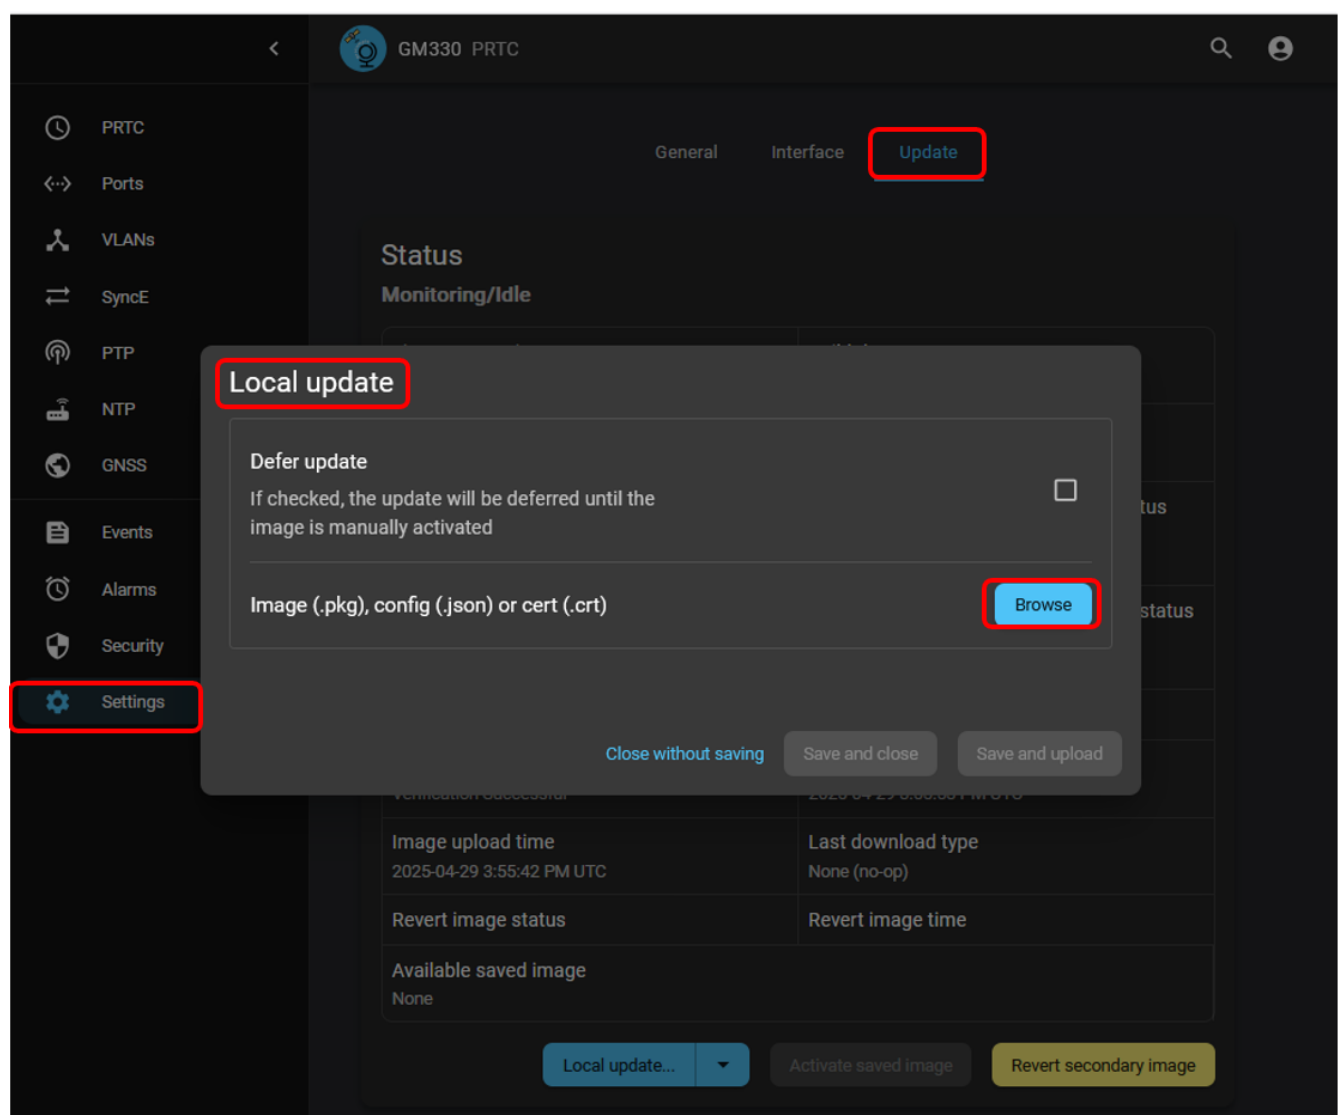 GM330 PRTC
PRTC
Ports
VLANs
SyncE
PTP
NTP
GNSS
Events
Alarms
Security
Settings
General Interface Update
Status
Monitoring/Idle
Local update
Defer update
If checked, the update will be deferred until the
image is manually activated
Image (.pkg), config (.json) or cert (.crt)
Browse
tus
status
Close without saving
Save and close
Save and upload
Image upload time
2025-04-29 3:55:42 PM UTC
Last download type
None (no-op)
Revert image status
Revert image time
Available saved image
None
Local update...
Activate saved image
Revert secondary image